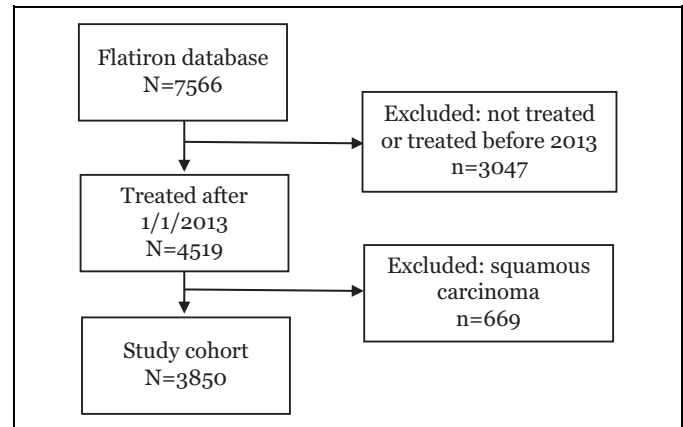 Flatiron database
N=7566
Excluded: not treated
or treated before 2013
n=3047
Treated after
1/1/2013
N=4519
Excluded: squamous
carcinoma
n=669
Study cohort
N=3850